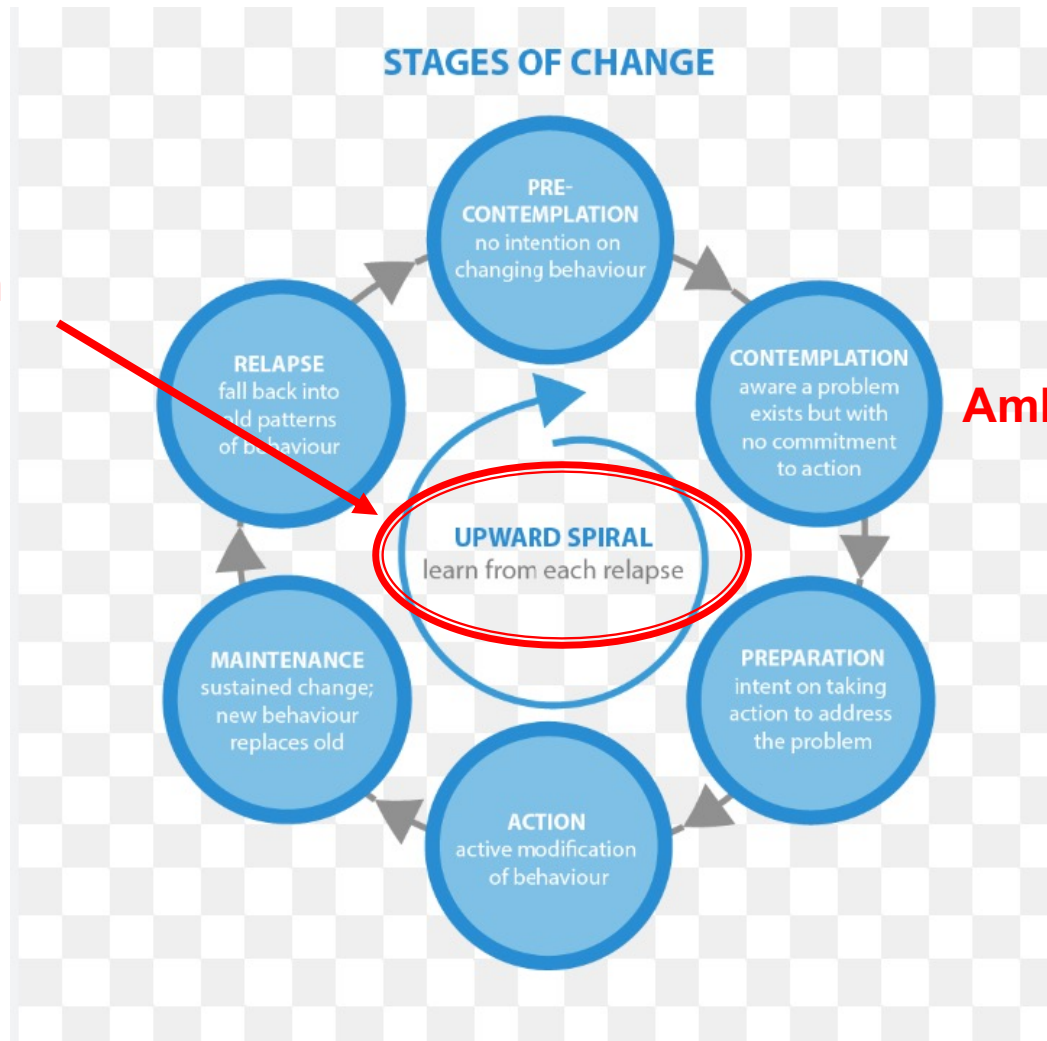 STAGES OF CHANGE
PRE-
CONTEMPLATION
no intention on
changing behaviour
CONTEMPLATION
aware a problem
exists but with
no commitment
to action
PREPARATION
intent on taking
action to address
the problem
ACTION
active modification
of behaviour
MAINTENANCE
sustained change;
new behaviour
replaces old
RELAPSE
fall back into
old patterns
of behaviour
UPWARD SPIRAL
learn from each relapse